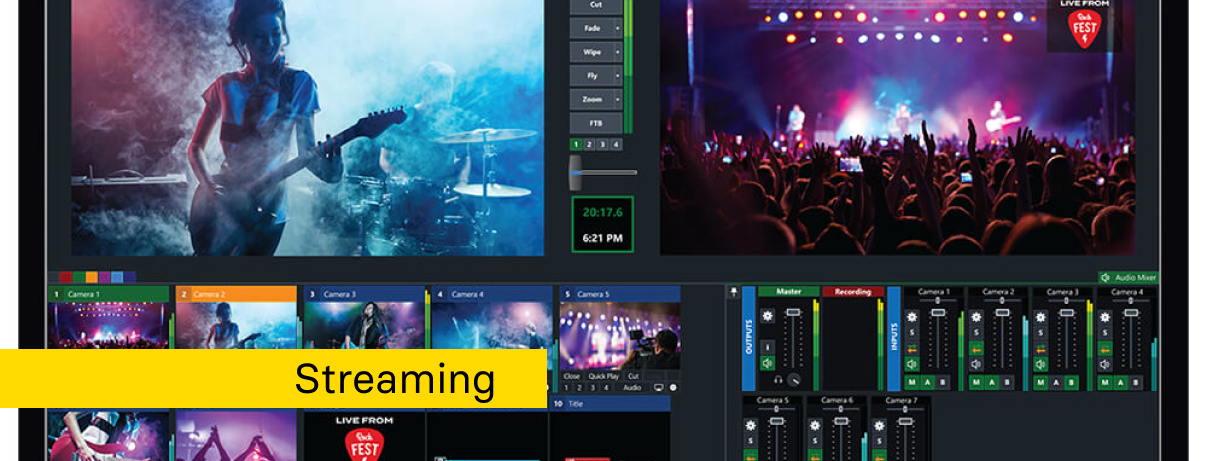 Cut
Fade
Wipe
Fly
Zoom
FTB
1 2 3 4
20:17.6
6:21 PM
LIVE FROM
Rock
FEST
Audio Mixer
1 Camera 1
2 Camera 2
3 Camera 3
4 Camera 4
5 Camera 5
Close Quick Play Cut
1 2 3 4 Audio
Streaming
10 Title
LIVE FROM
Rock
FEST
OUTPUTS
Master
Recording
INPUTS
Camera 1
Camera 2
Camera 3
Camera 4
S S S S
M A B M A B M A B M A B
Camera 5
Camera 6
Camera 7
S S S